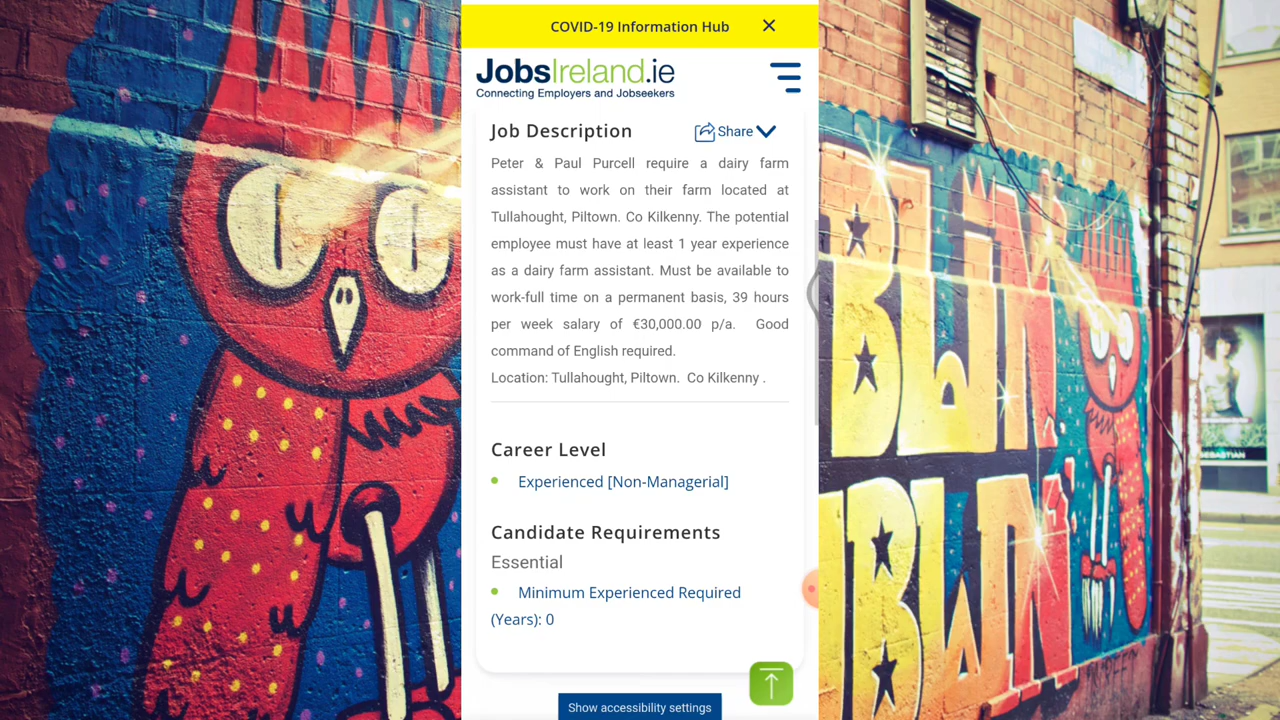 COVID-19 Information Hub
JobsIreland.ie
Connecting Employers and Jobseekers
Job Description
Share
Peter & Paul Purcell require a dairy farm
assistant to work on their farm located at
Tullahought, Piltown. Co Kilkenny. The potential
employee must have at least 1 year experience
as a dairy farm assistant. Must be available to
work-full time on a permanent basis, 39 hours
per week salary of €30,000.00 p/a. Good
command of English required.
Location: Tullahought, Piltown. Co Kilkenny .
Career Level
Experienced [Non-Managerial]
Candidate Requirements
Essential
Minimum Experienced Required
(Years): 0
Show accessibility settings
SEBASTIAN